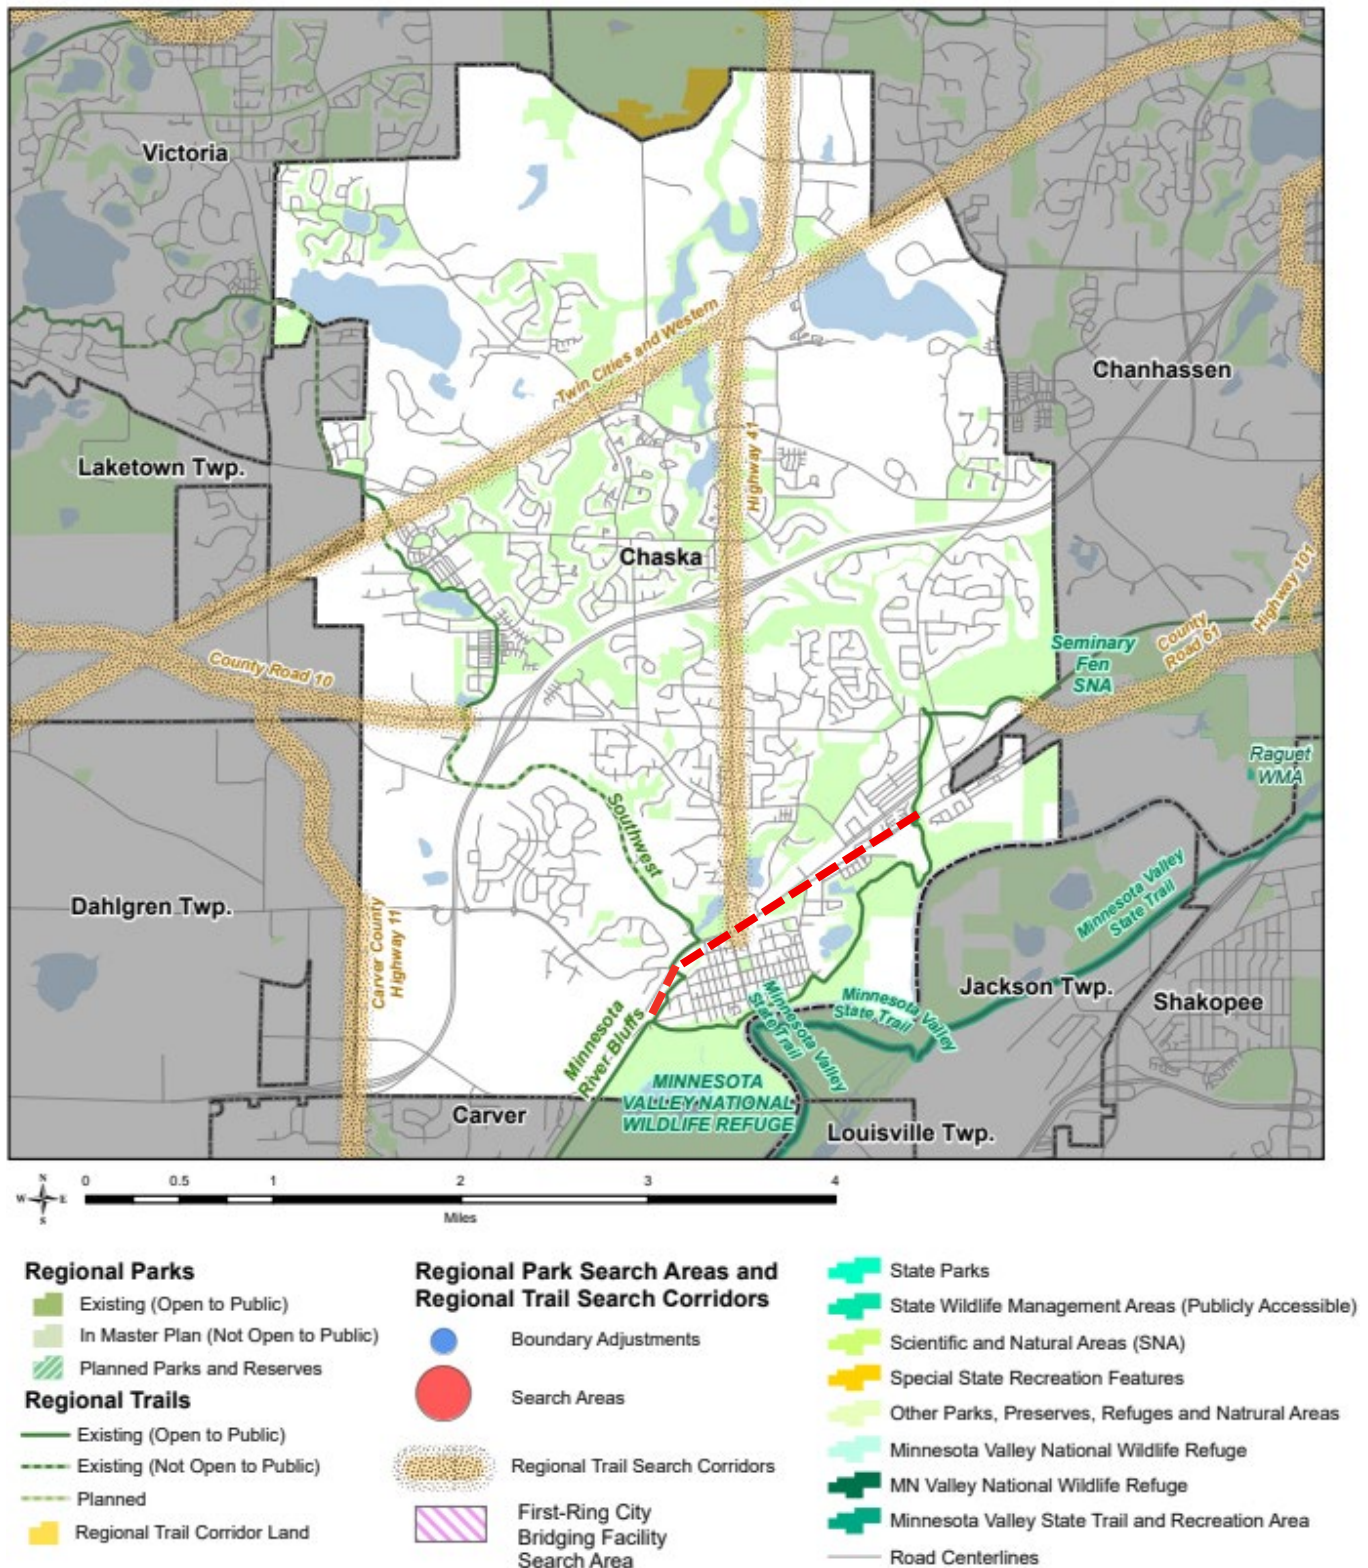 Victoria
Chanhassen
Twin Cities and Western
Laketown Twp.
Highway 41
Chaska
Highway 101
County
Road 61
Seminary
Fen
SNA
County Road 10
Raguet
WMA
Southwest
Dahlgren Twp.
Carver County
Highway 11
Minnesota Valley
State Trail
Jackson Twp.
Shakopee
Minnesota Valley
State Trail
Minnesota Valley
State Trail
Minnesota
River Bluffs
MINNESOTA
VALLEY NATIONAL
WILDLIFE REFUGE
Carver
Louisville Twp.
N
W E
S
0 0.5 1 2 3 4
Miles
Regional Parks
Existing (Open to Public)
In Master Plan (Not Open to Public)
Planned Parks and Reserves
Regional Trails
Existing (Open to Public)
Existing (Not Open to Public)
Planned
Regional Trail Corridor Land
Regional Park Search Areas and
Regional Trail Search Corridors
Boundary Adjustments
Search Areas
Regional Trail Search Corridors
First-Ring City
Bridging Facility
Search Area
State Parks
State Wildlife Management Areas (Publicly Accessible)
Scientific and Natural Areas (SNA)
Special State Recreation Features
Other Parks, Preserves, Refuges and Natrural Areas
Minnesota Valley National Wildlife Refuge
MN Valley National Wildlife Refuge
Minnesota Valley State Trail and Recreation Area
Road Centerlines